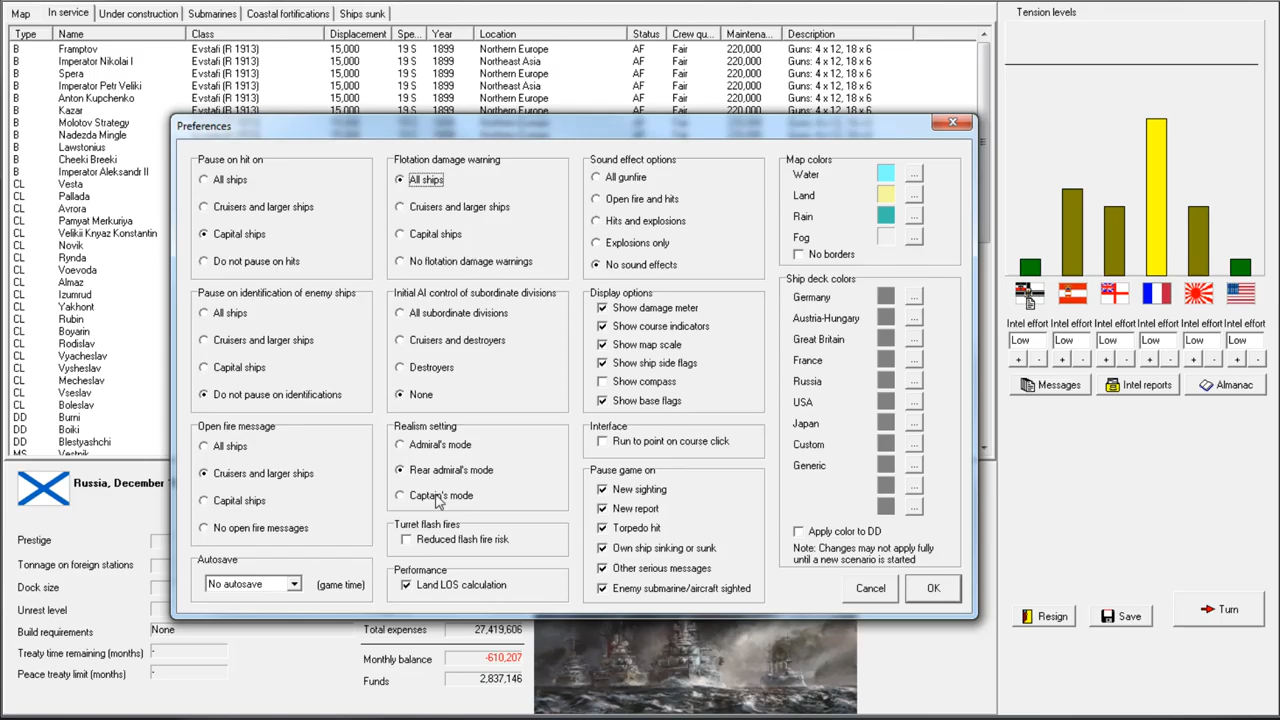 Map
In service
Under construction
Submarines
Coastal fortifications
Ships sunk
Type Name Class Displacement Spe... Year Location Status Crew qu... Maintena... Description
B Framptov Evstafi (R 1913) 15,000 19 S 1899 Northern Europe AF Fair 220,000 Guns: 4 x 12, 18 x 6
B Imperator Nikolai I Evstafi (R 1913) 15,000 19 S 1899 Northeast Asia AF Fair 220,000 Guns: 4 x 12, 18 x 6
B Spera Evstafi (R 1913) 15,000 19 S 1899 Northern Europe AF Fair 220,000 Guns: 4 x 12, 18 x 6
B Imperator Petr Veliki Evstafi (R 1913) 15,000 19 S 1899 Northeast Asia AF Fair 220,000 Guns: 4 x 12, 18 x 6
B Anton Kupchenko Evstafi (R 1913) 15,000 19 S 1899 Northern Europe AF Fair 220,000 Guns: 4 x 12, 18 x 6
B Kazar Evstafi (R 1913) 15,000 19 S 1899 Northern Europe AF Fair 220,000 Guns: 4 x 12, 18 x 6
B Molotov Strategy
B Nadezda Mingle
B Lawstonius
B Cheeki Breeki
B Imperator Aleksandr II
CL Vesta
CL Pallada
CL Avrora
CL Pamyat Merkuriya
CL Velikii Knyaz Konstantin
CL Novik
CL Rynda
CL Voevoda
CL Almaz
CL Izumrud
CL Yakhont
CL Rubin
CL Boyarin
CL Rodislav
CL Vyacheslav
CL Vysheslav
CL Mecheslav
CL Vseslav
CL Boleslav
DD Burni
DD Boiki
DD Blestyashchi
MS Vestnik
Preferences
Pause on hit on
All ships
Cruisers and larger ships
Capital ships
Do not pause on hits
Pause on identification of enemy ships
All ships
Cruisers and larger ships
Capital ships
Do not pause on identifications
Open fire message
All ships
Cruisers and larger ships
Capital ships
No open fire messages
Autosave
No autosave (game time)
Flotation damage warning
All ships
Cruisers and larger ships
Capital ships
No flotation damage warnings
Initial AI control of subordinate divisions
All subordinate divisions
Cruisers and destroyers
Destroyers
None
Realism setting
Admiral's mode
Rear admiral's mode
Captain's mode
Turret flash fires
Reduced flash fire risk
Performance
Land LOS calculation
Sound effect options
All gunfire
Open fire and hits
Hits and explosions
Explosions only
No sound effects
Display options
Show damage meter
Show course indicators
Show map scale
Show ship side flags
Show compass
Show base flags
Interface
Run to point on course click
Pause game on
New sighting
New report
Torpedo hit
Own ship sinking or sunk
Other serious messages
Enemy submarine/aircraft sighted
Map colors
Water ...
Land ...
Rain ...
Fog ...
No borders
Ship deck colors
Germany ...
Austria-Hungary ...
Great Britain ...
France ...
Russia ...
USA ...
Japan ...
Custom ...
Generic ...
...
...
Apply color to DD
Note: Changes may not apply fully
until a new scenario is started
Cancel
OK
Tension levels
Intel effort Intel effort Intel effort Intel effort Intel effort Intel effort
Low Low Low Low Low Low
+ - + - + - + - + - + -
Messages
Intel reports
Almanac
Resign
Save
Turn
Russia, December 1
Prestige
Tonnage on foreign stations
Dock size
Unrest level
Build requirements None
Treaty time remaining (months) -
Peace treaty limit (months) -
Total expenses 27,419,606
Monthly balance -610,207
Funds 2,837,146